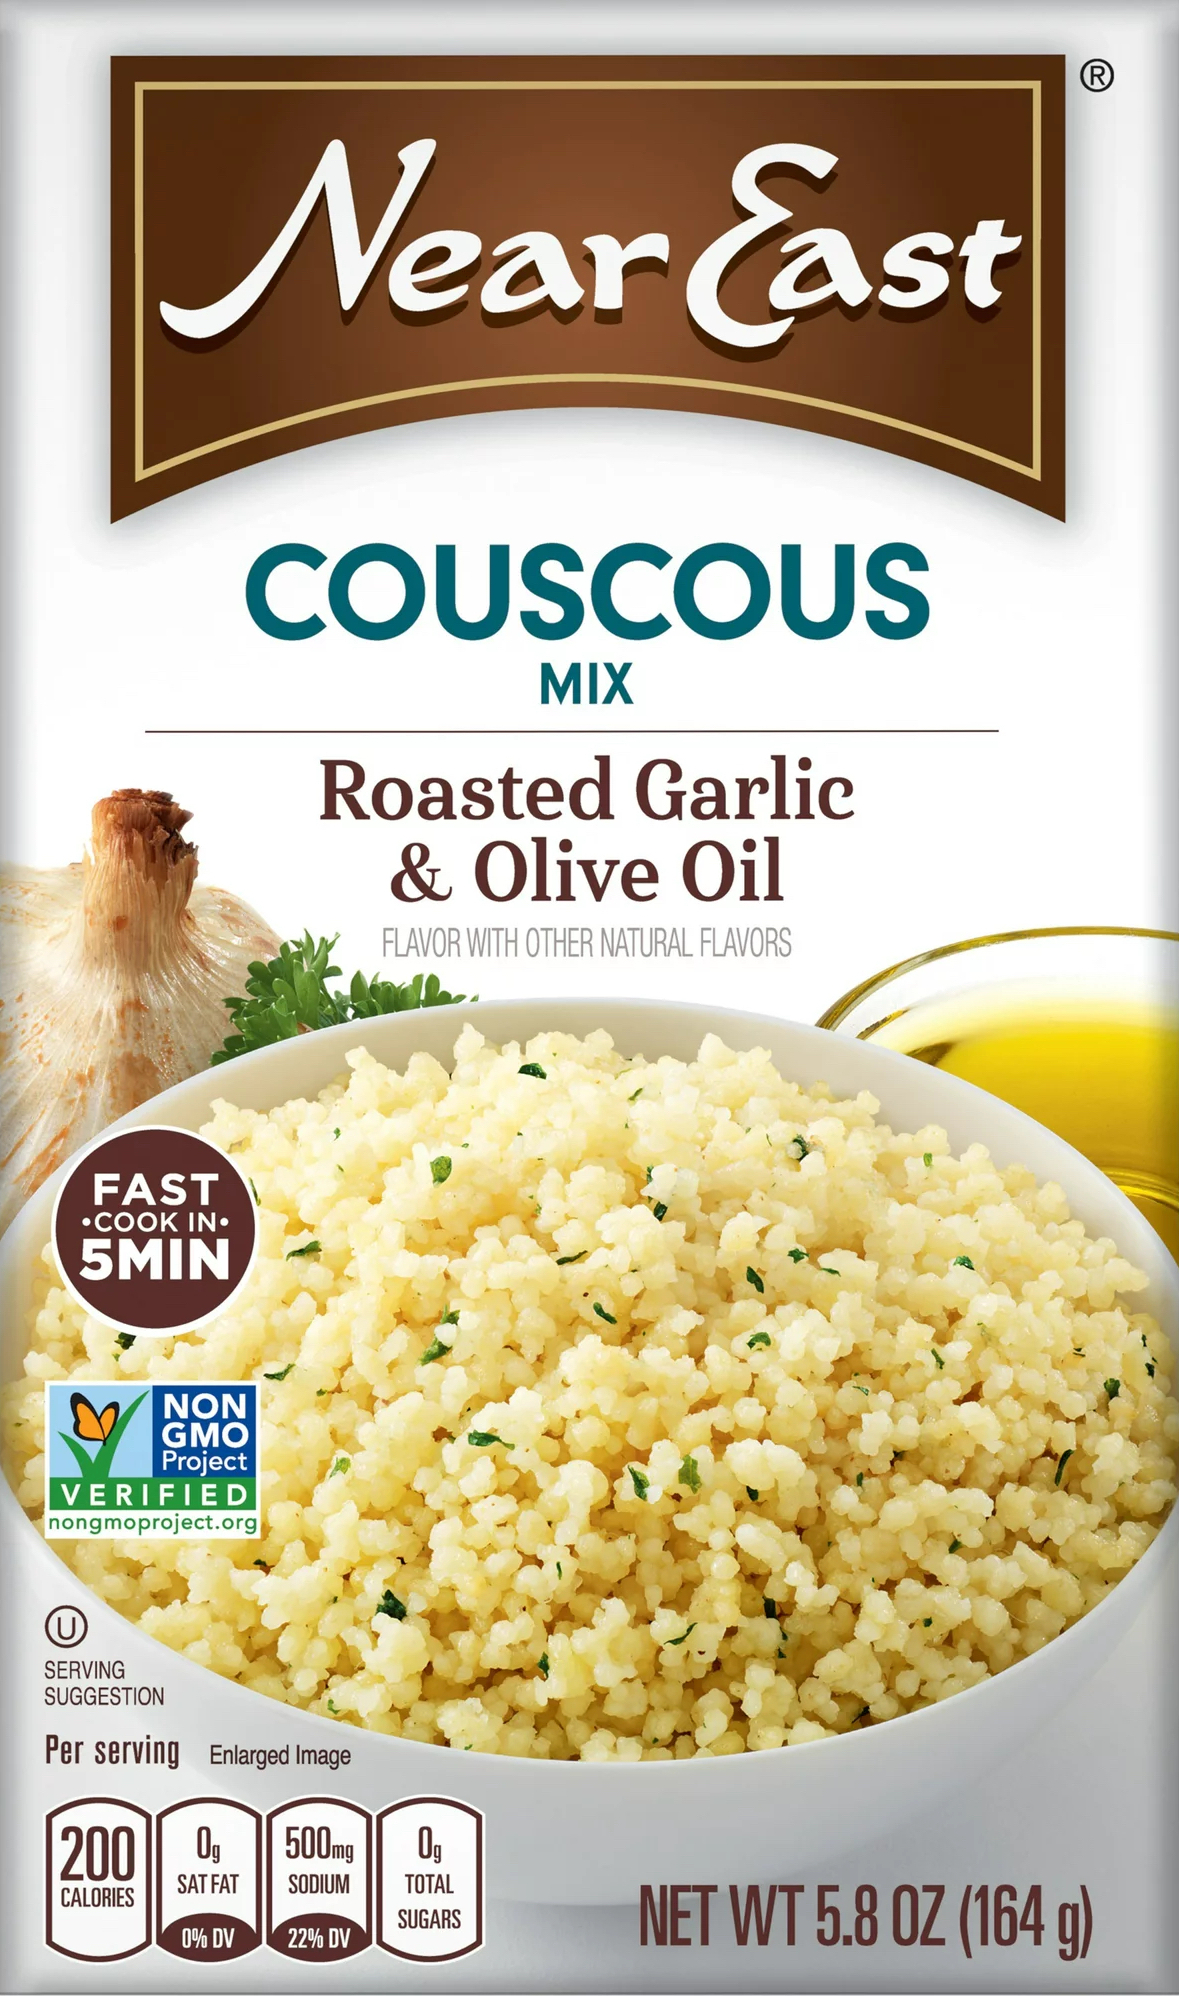 Near East ®
COUSCOUS
MIX
Roasted Garlic
& Olive Oil
FLAVOR WITH OTHER NATURAL FLAVORS
FAST
•COOK IN•
5MIN
NON
GMO
Project
VERIFIED
nongmoproject.org
U
SERVING
SUGGESTION
Per serving Enlarged Image
200
CALORIES
0g
SAT FAT
0% DV
500mg
SODIUM
22% DV
0g
TOTAL
SUGARS
NET WT 5.8 OZ (164 g)